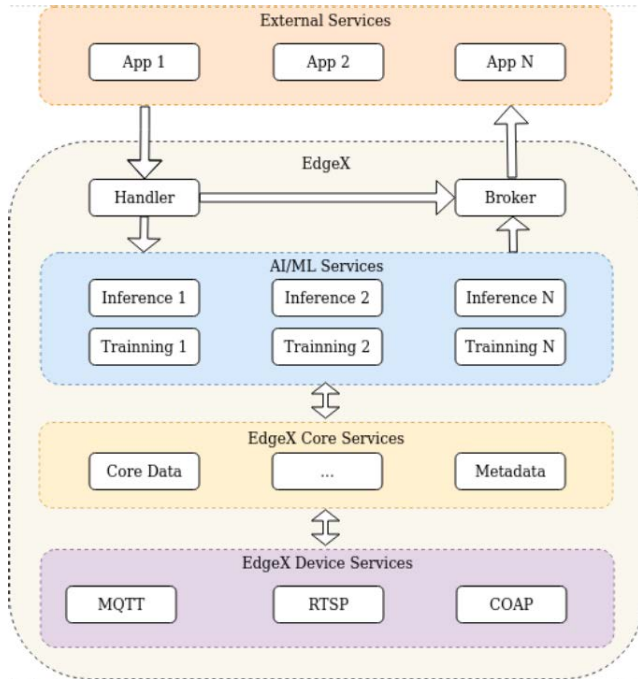 External Services
App 1
App 2
App N
EdgeX
Handler
Broker
AI/ML Services
Inference 1
Inference 2
Inference N
Trainning 1
Trainning 2
Trainning N
EdgeX Core Services
Core Data
...
Metadata
EdgeX Device Services
MQTT
RTSP
COAP